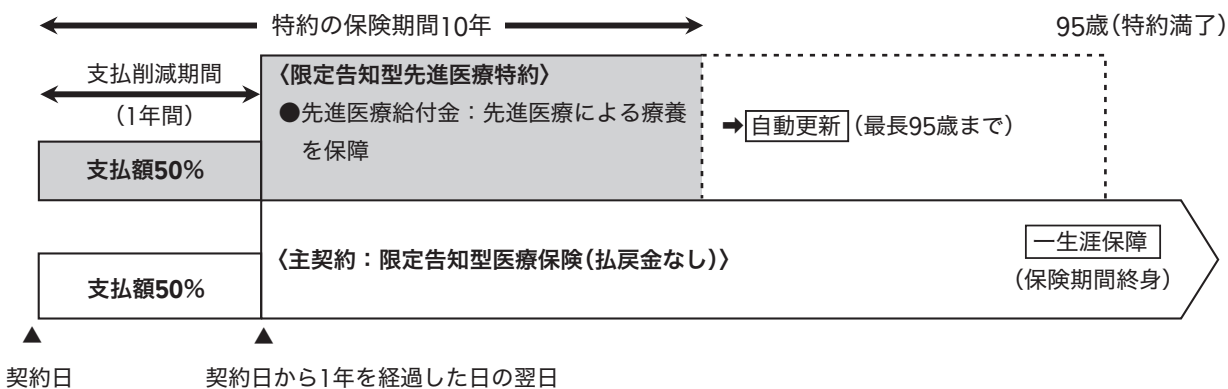 特約の保険期間10年
95歳(特約満了)
支払削減期間
(1年間)
〈限定告知型先進医療特約〉
●先進医療給付金：先進医療による療養
を保障
➡自動更新(最長95歳まで)
支払額50%
〈主契約：限定告知型医療保険(払戻金なし)〉
一生涯保障
(保険期間終身)
支払額50%
▲
▲
契約日
契約日から1年を経過した日の翌日